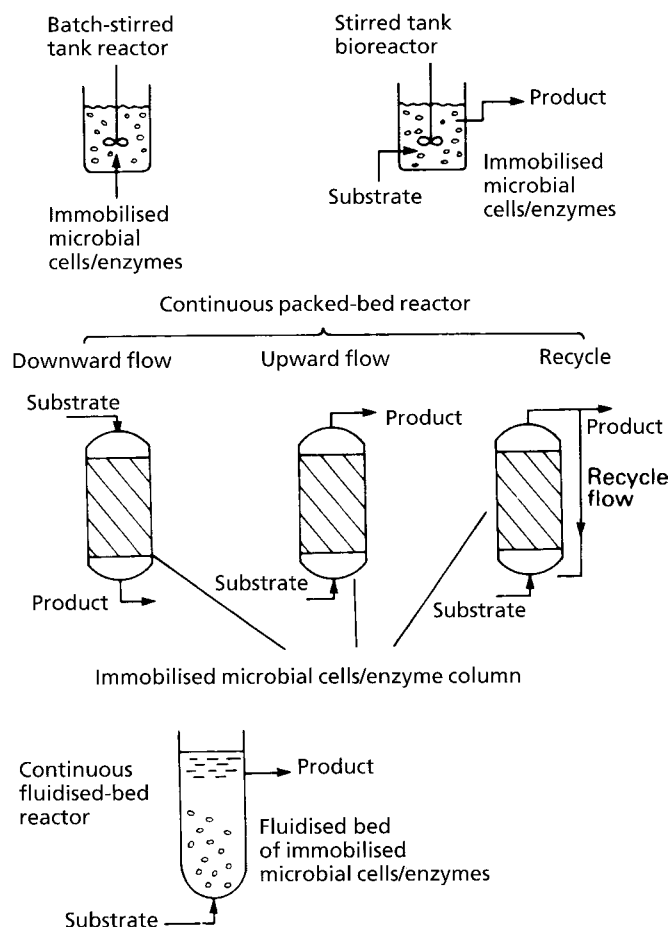 Batch-stirred
tank reactor
Immobilised
microbial
cells/enzymes
Stirred tank
bioreactor
Product
Substrate
Immobilised
microbial
cells/enzymes
Continuous packed-bed reactor
Downward flow
Upward flow
Recycle
Substrate
Product
Product
Substrate
Product
Recycle
flow
Substrate
Immobilised microbial cells/enzyme column
Continuous
fluidised-bed
reactor
Product
Fluidised bed
of immobilised
microbial cells/enzymes
Substrate